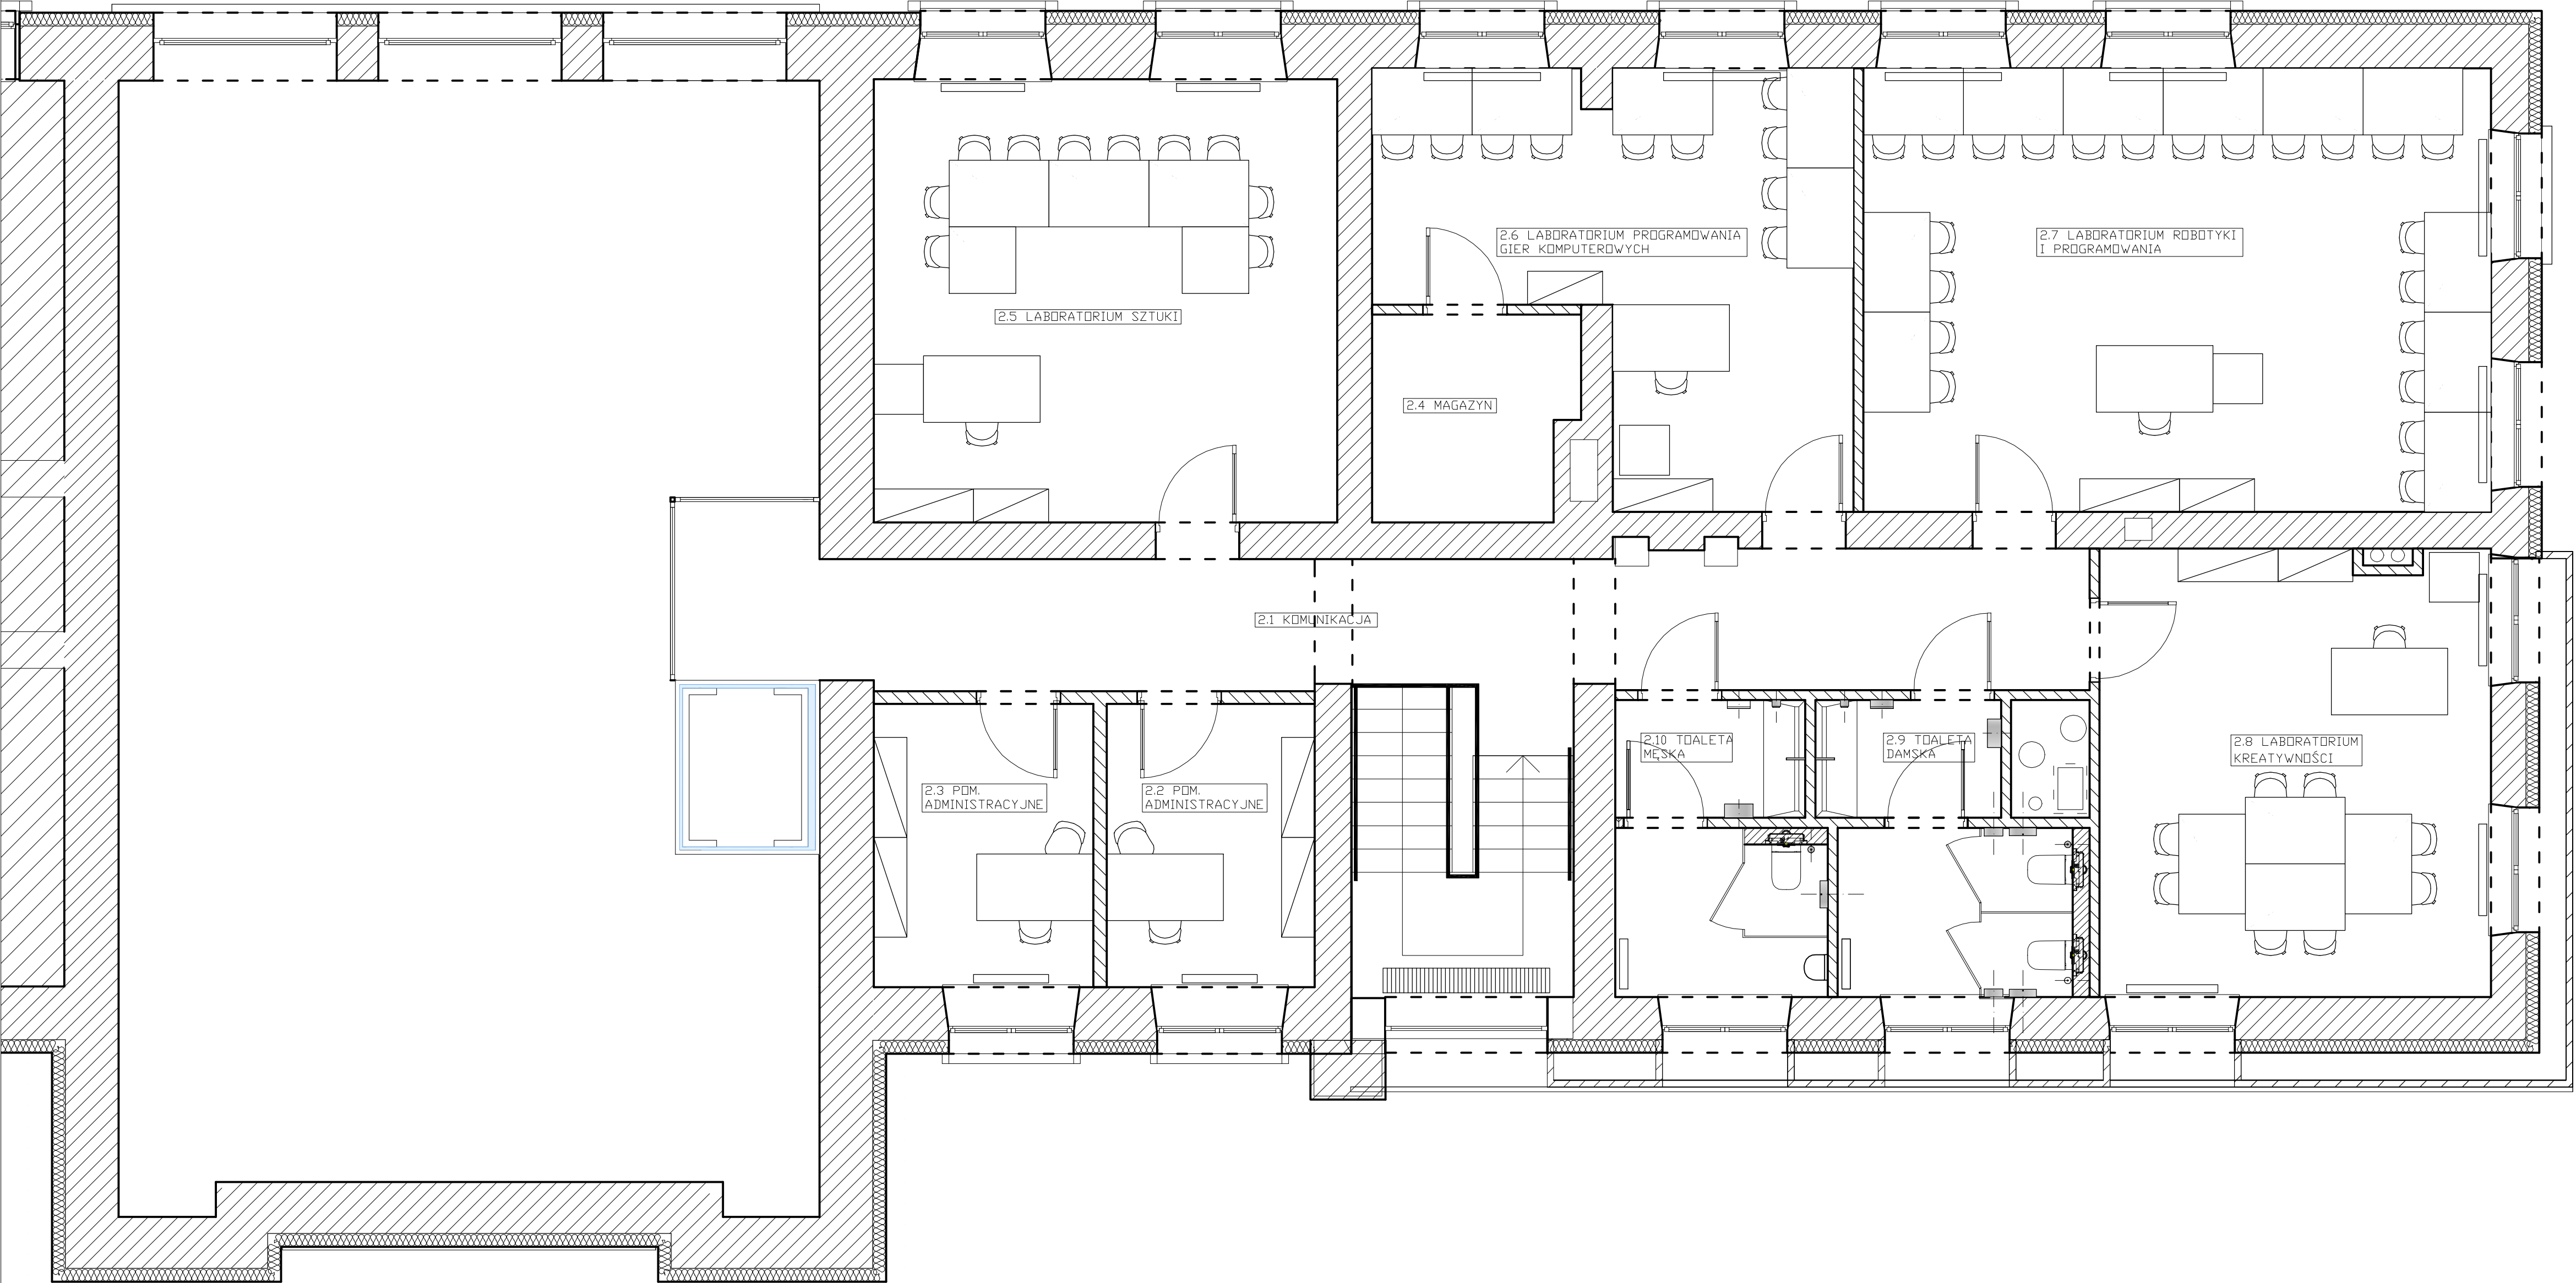 2.6 LABORATORIUM PROGRAMOWANIA
GIER KOMPUTEROWYCH
2.7 LABORATORIUM ROBOTYKI
I PROGRAMOWANIA
2.5 LABORATORIUM SZTUKI
2.4 MAGAZYN
2.1 KOMUNIKACJA
2.10 TOALETA
MĘSKA
2.9 TOALETA
DAMSKA
2.8 LABORATORIUM
KREATYWNOŚCI
2.3 POM.
ADMINISTRACYJNE
2.2 POM.
ADMINISTRACYJNE